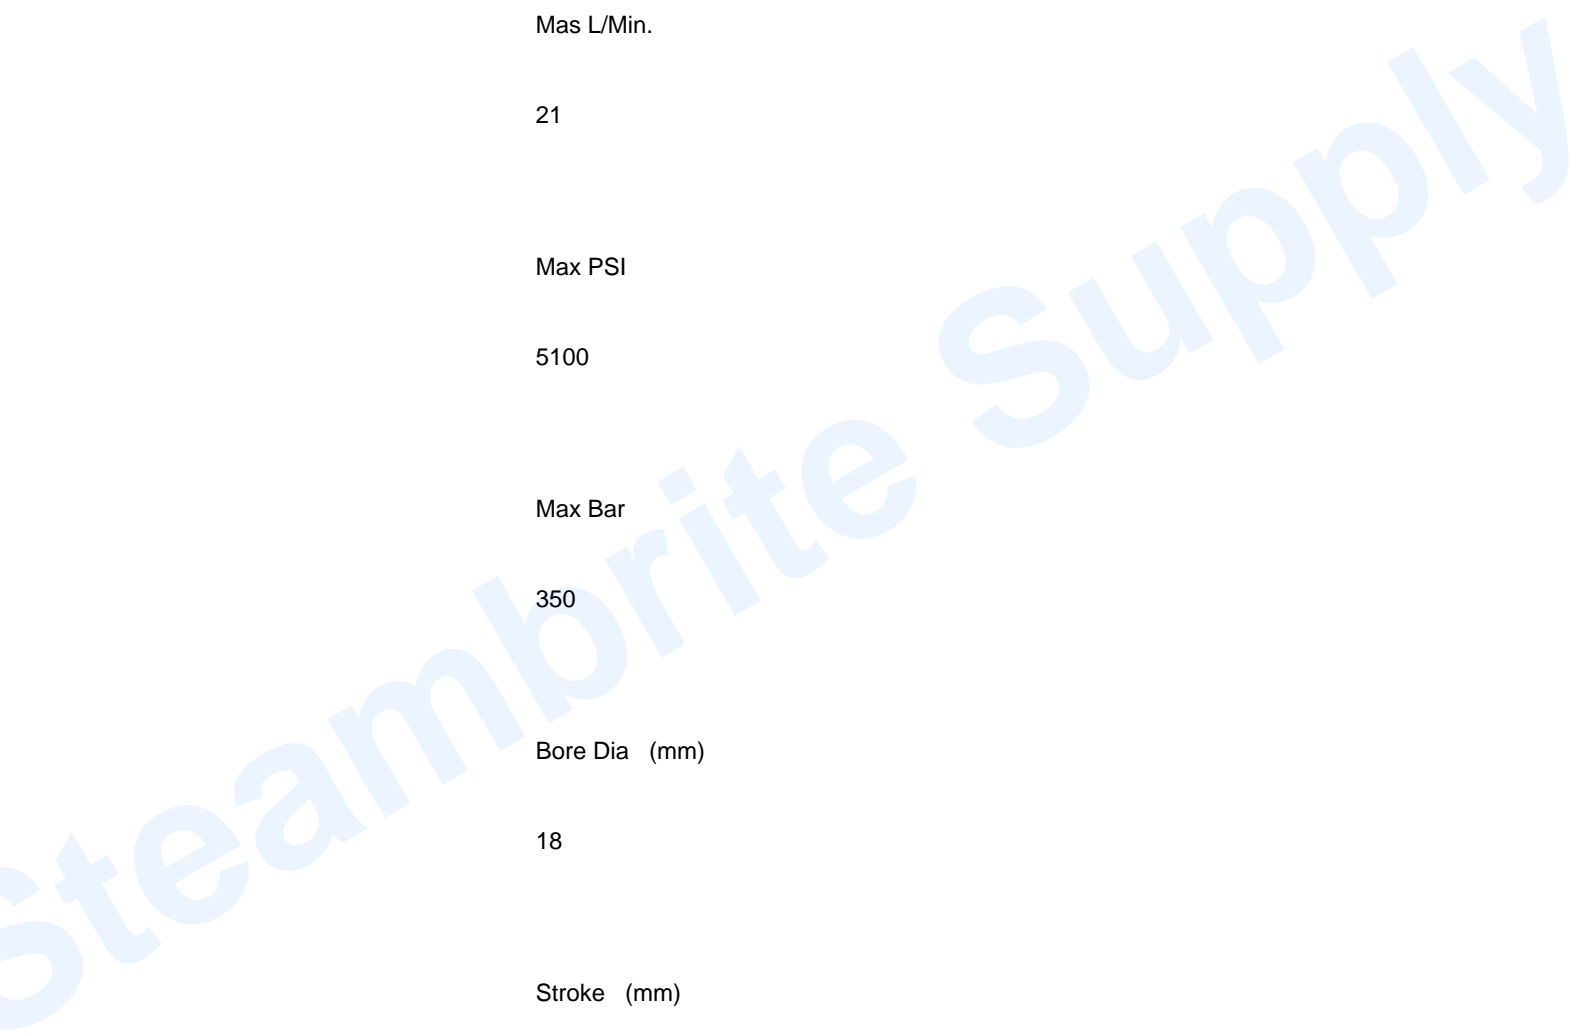 Mas L/Min.
21
Max PSI
5100
Max Bar
350
Bore Dia (mm)
18
Stroke (mm)
Steambrite Supply